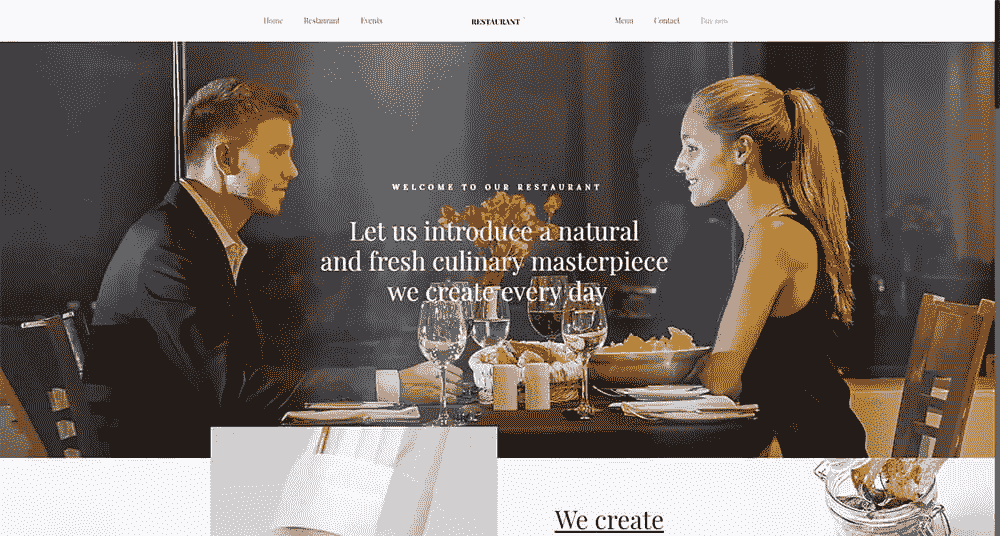 Home Restaurant Events RESTAURANT Menu Contact Buy now
WELCOME TO OUR RESTAURANT
Let us introduce a natural
and fresh culinary masterpiece
we create every day
We create